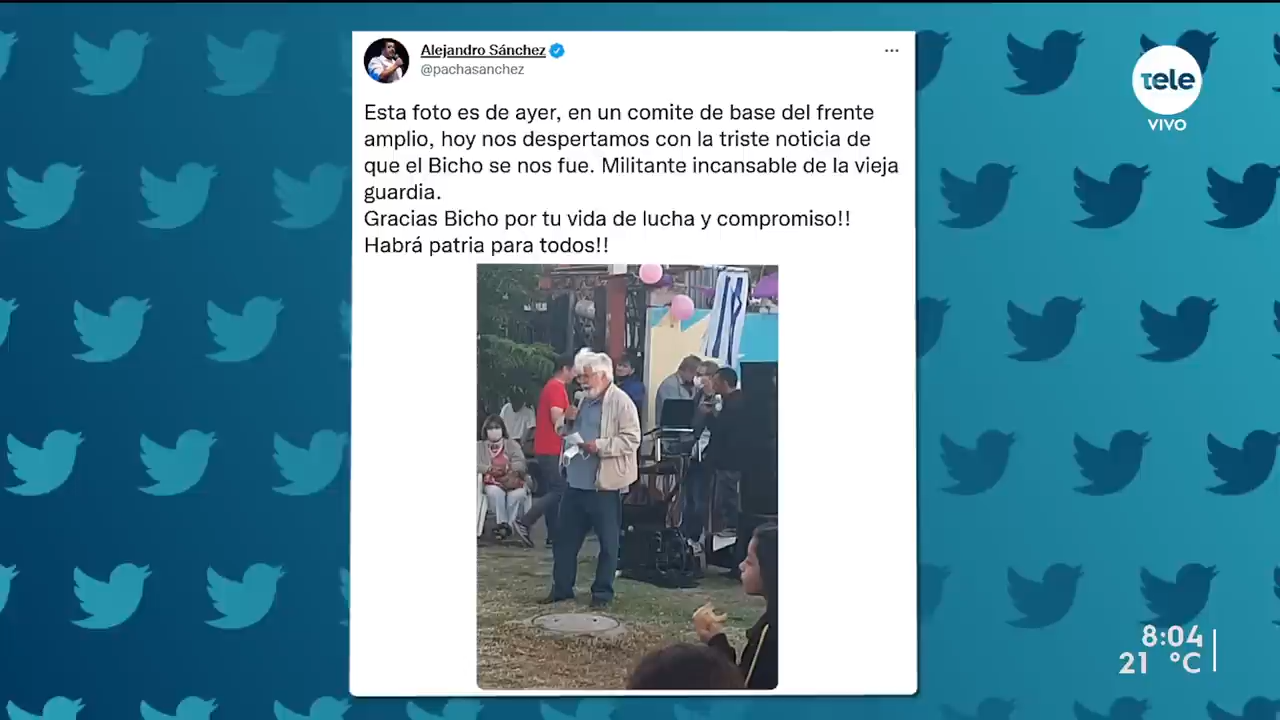 Alejandro Sánchez
@pachasanchez
Esta foto es de ayer, en un comite de base del frente
amplio, hoy nos despertamos con la triste noticia de
que el Bicho se nos fue. Militante incansable de la vieja
guardia.
Gracias Bicho por tu vida de lucha y compromiso!!
Habrá patria para todos!!
tele
VIVO
8:04
21 °C